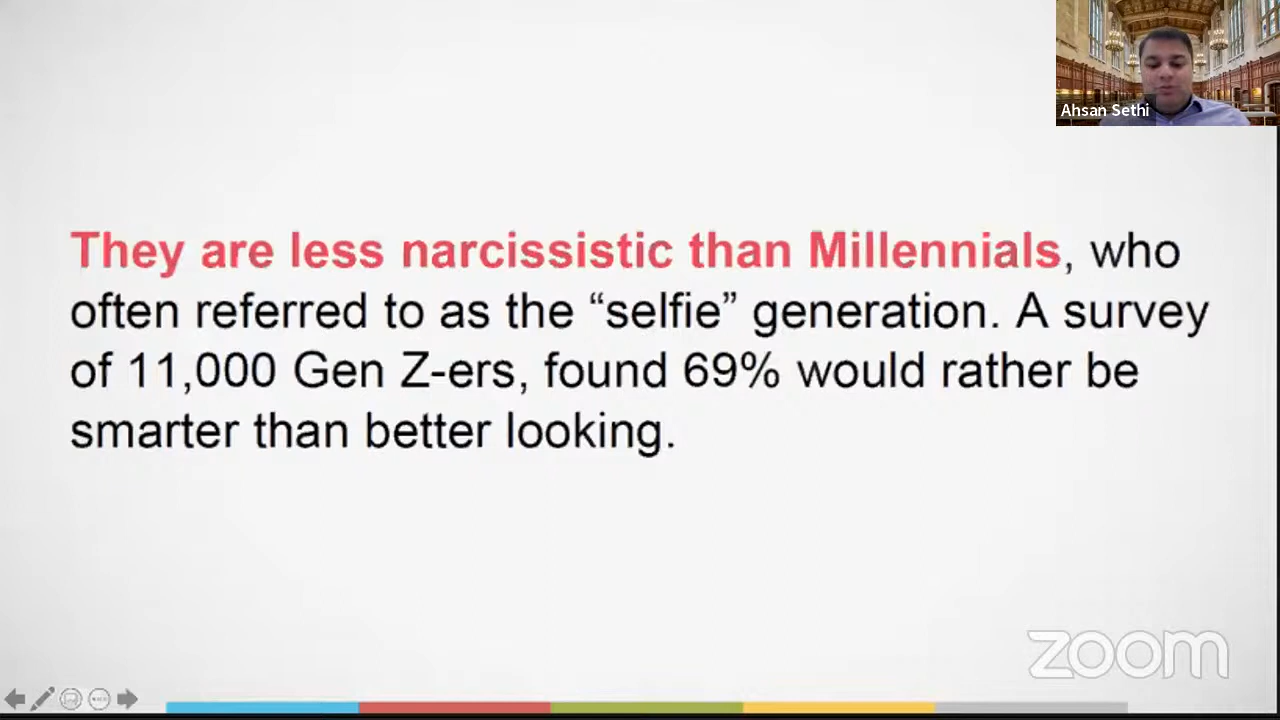 Ahsan Sethi
They are less narcissistic than Millennials, who
often referred to as the “selfie” generation. A survey
of 11,000 Gen Z-ers, found 69% would rather be
smarter than better looking.
zoom